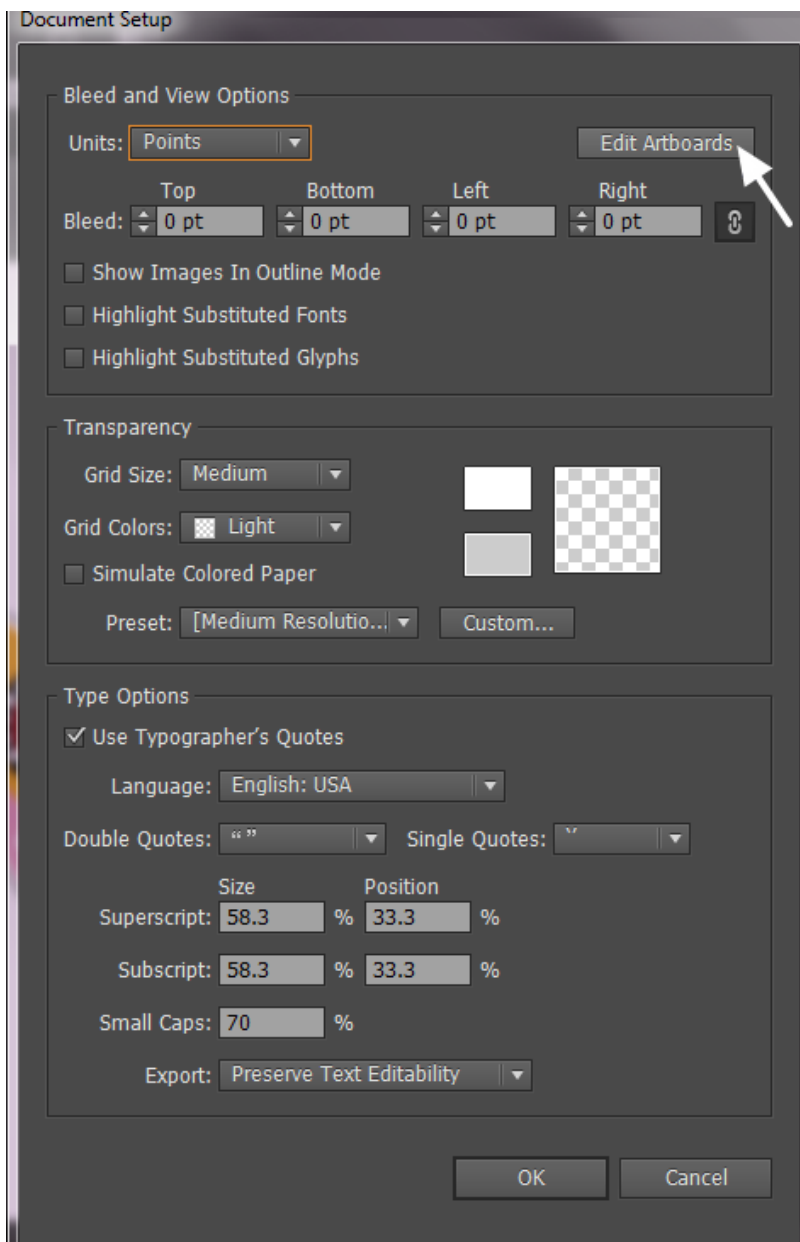 Document Setup
Bleed and View Options
Units: Points Edit Artboards
Top Bottom Left Right
Bleed: 0 pt 0 pt 0 pt 0 pt
Show Images In Outline Mode
Highlight Substituted Fonts
Highlight Substituted Glyphs
Transparency
Grid Size: Medium
Grid Colors: Light
Simulate Colored Paper
Preset: [Medium Resolutio... Custom...
Type Options
Use Typographer’s Quotes
Language: English: USA
Double Quotes: “ ” Single Quotes: ‘’
Size Position
Superscript: 58.3 % 33.3 %
Subscript: 58.3 % 33.3 %
Small Caps: 70 %
Export: Preserve Text Editability
OK Cancel